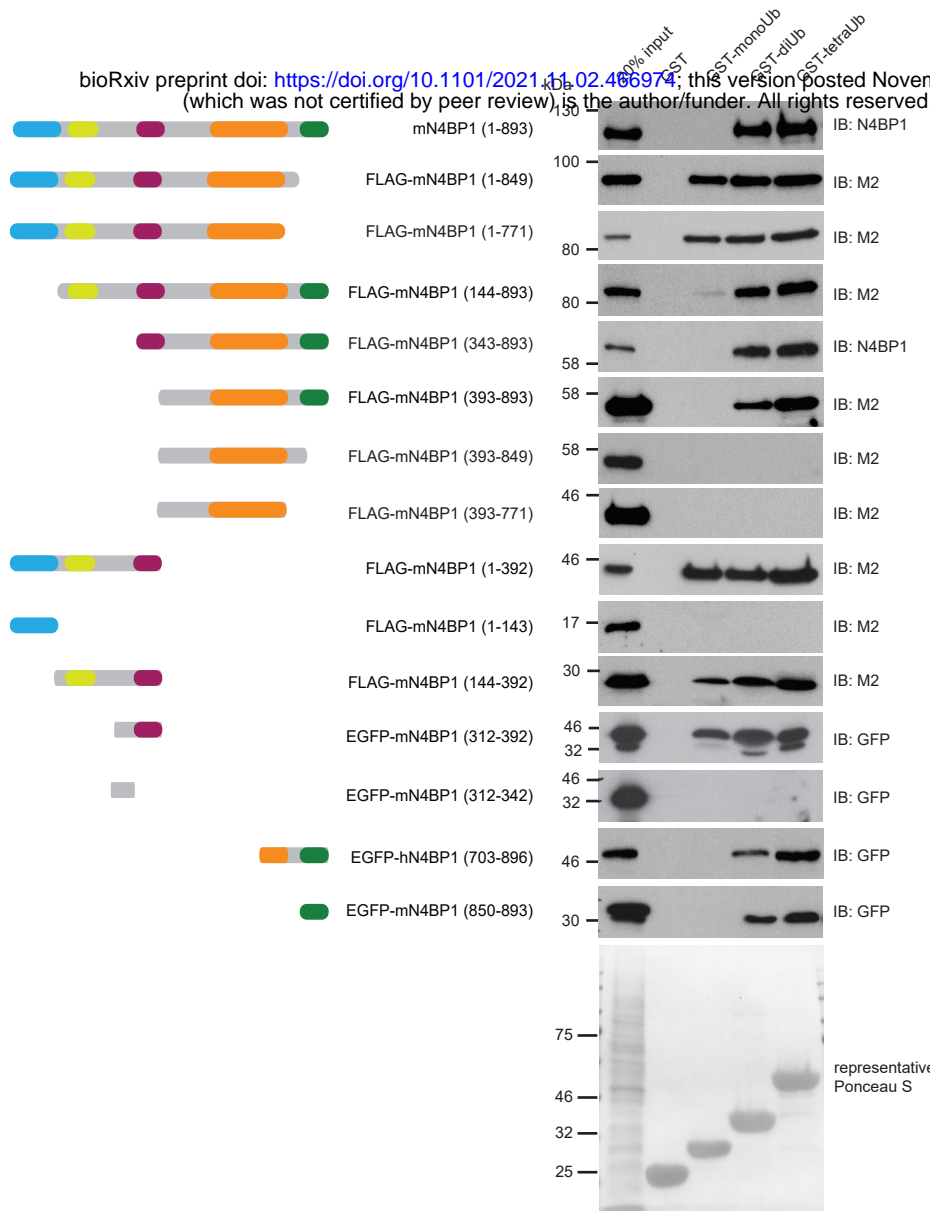 20% input
GST
GST-monoUb
GST-diUb
GST-tetraUb
bioRxiv preprint doi: https://doi.org/10.1101/2021.11.02.466974; this version posted Novem
(which was not certified by peer review) is the author/funder. All rights reserved
kDa
130
mN4BP1 (1-893)
IB: N4BP1
100
FLAG-mN4BP1 (1-849)
IB: M2
FLAG-mN4BP1 (1-771)
80
IB: M2
FLAG-mN4BP1 (144-893)
80
IB: M2
FLAG-mN4BP1 (343-893)
58
IB: N4BP1
58
FLAG-mN4BP1 (393-893)
IB: M2
58
FLAG-mN4BP1 (393-849)
IB: M2
46
FLAG-mN4BP1 (393-771)
IB: M2
46
FLAG-mN4BP1 (1-392)
IB: M2
17
FLAG-mN4BP1 (1-143)
IB: M2
30
FLAG-mN4BP1 (144-392)
IB: M2
46
32
EGFP-mN4BP1 (312-392)
IB: GFP
46
32
EGFP-mN4BP1 (312-342)
IB: GFP
EGFP-hN4BP1 (703-896)
46
IB: GFP
EGFP-mN4BP1 (850-893)
30
IB: GFP
75
46
32
25
representative
Ponceau S